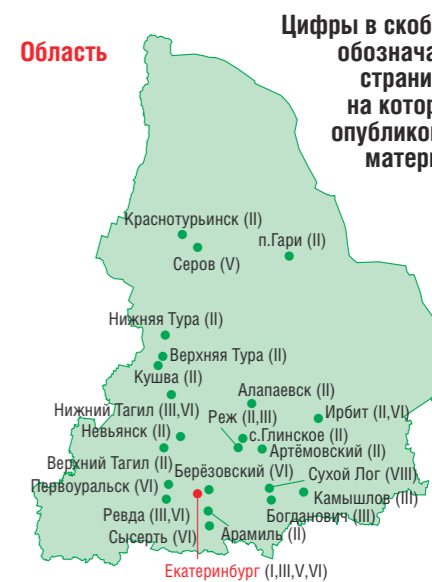 Область
Цифры в скоб
обознача
страни
на котор
опубликов
матери
Краснотурьинск (II)
п.Гари (II)
Серов (V)
Нижняя Тура (II)
Верхняя Тура (II)
Кушва (II)
Алапаевск (II)
Нижний Тагил (III,VI)
Ирбит (II,VI)
Реж (II,III)
Невьянск (II)
с.Глинское (II)
Артёмовский (II)
Верхний Тагил (II)
Берёзовский (VI)
Сухой Лог (VIII)
Первоуральск (VI)
Камышлов (III)
Ревда (III,VI)
Богданович (III)
Арамиль (II)
Сысерть (VI)
Екатеринбург (I,III,V,VI)